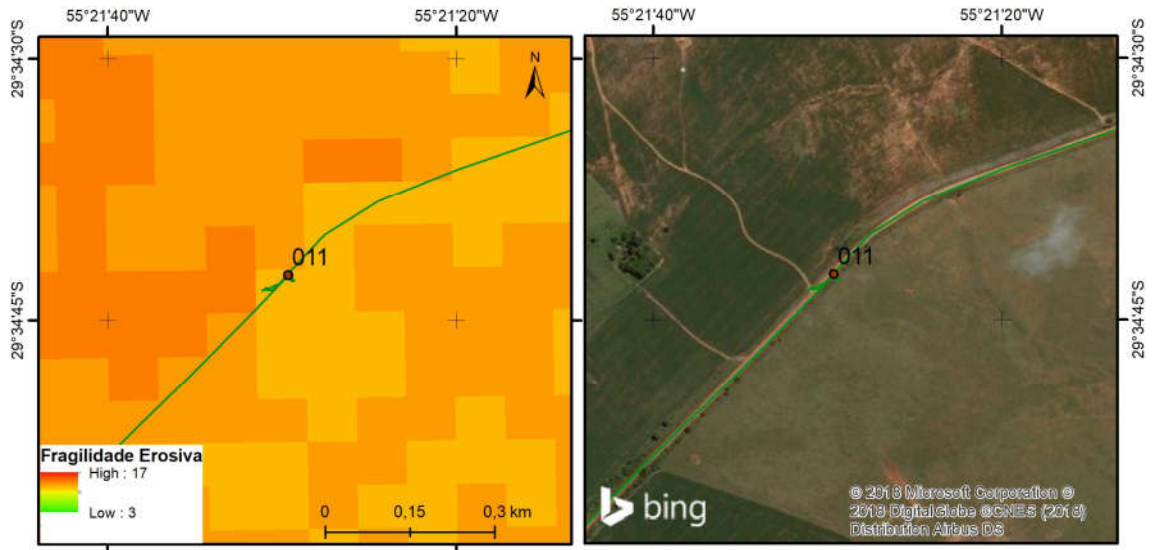 55°21'40"W
55°21'20"W
55°21'40"W
55°21'20"W
29°34'30"S
29°34'30"S
N
011
011
29°34'45"S
29°34'45"S
Fragilidade Erosiva
High : 17
Low : 3
0
0,15
0,3 km
bing
© 2018 Microsoft Corporation ©
2018 DigitalGlobe ©CNES (2018)
Distribution Airbus DS